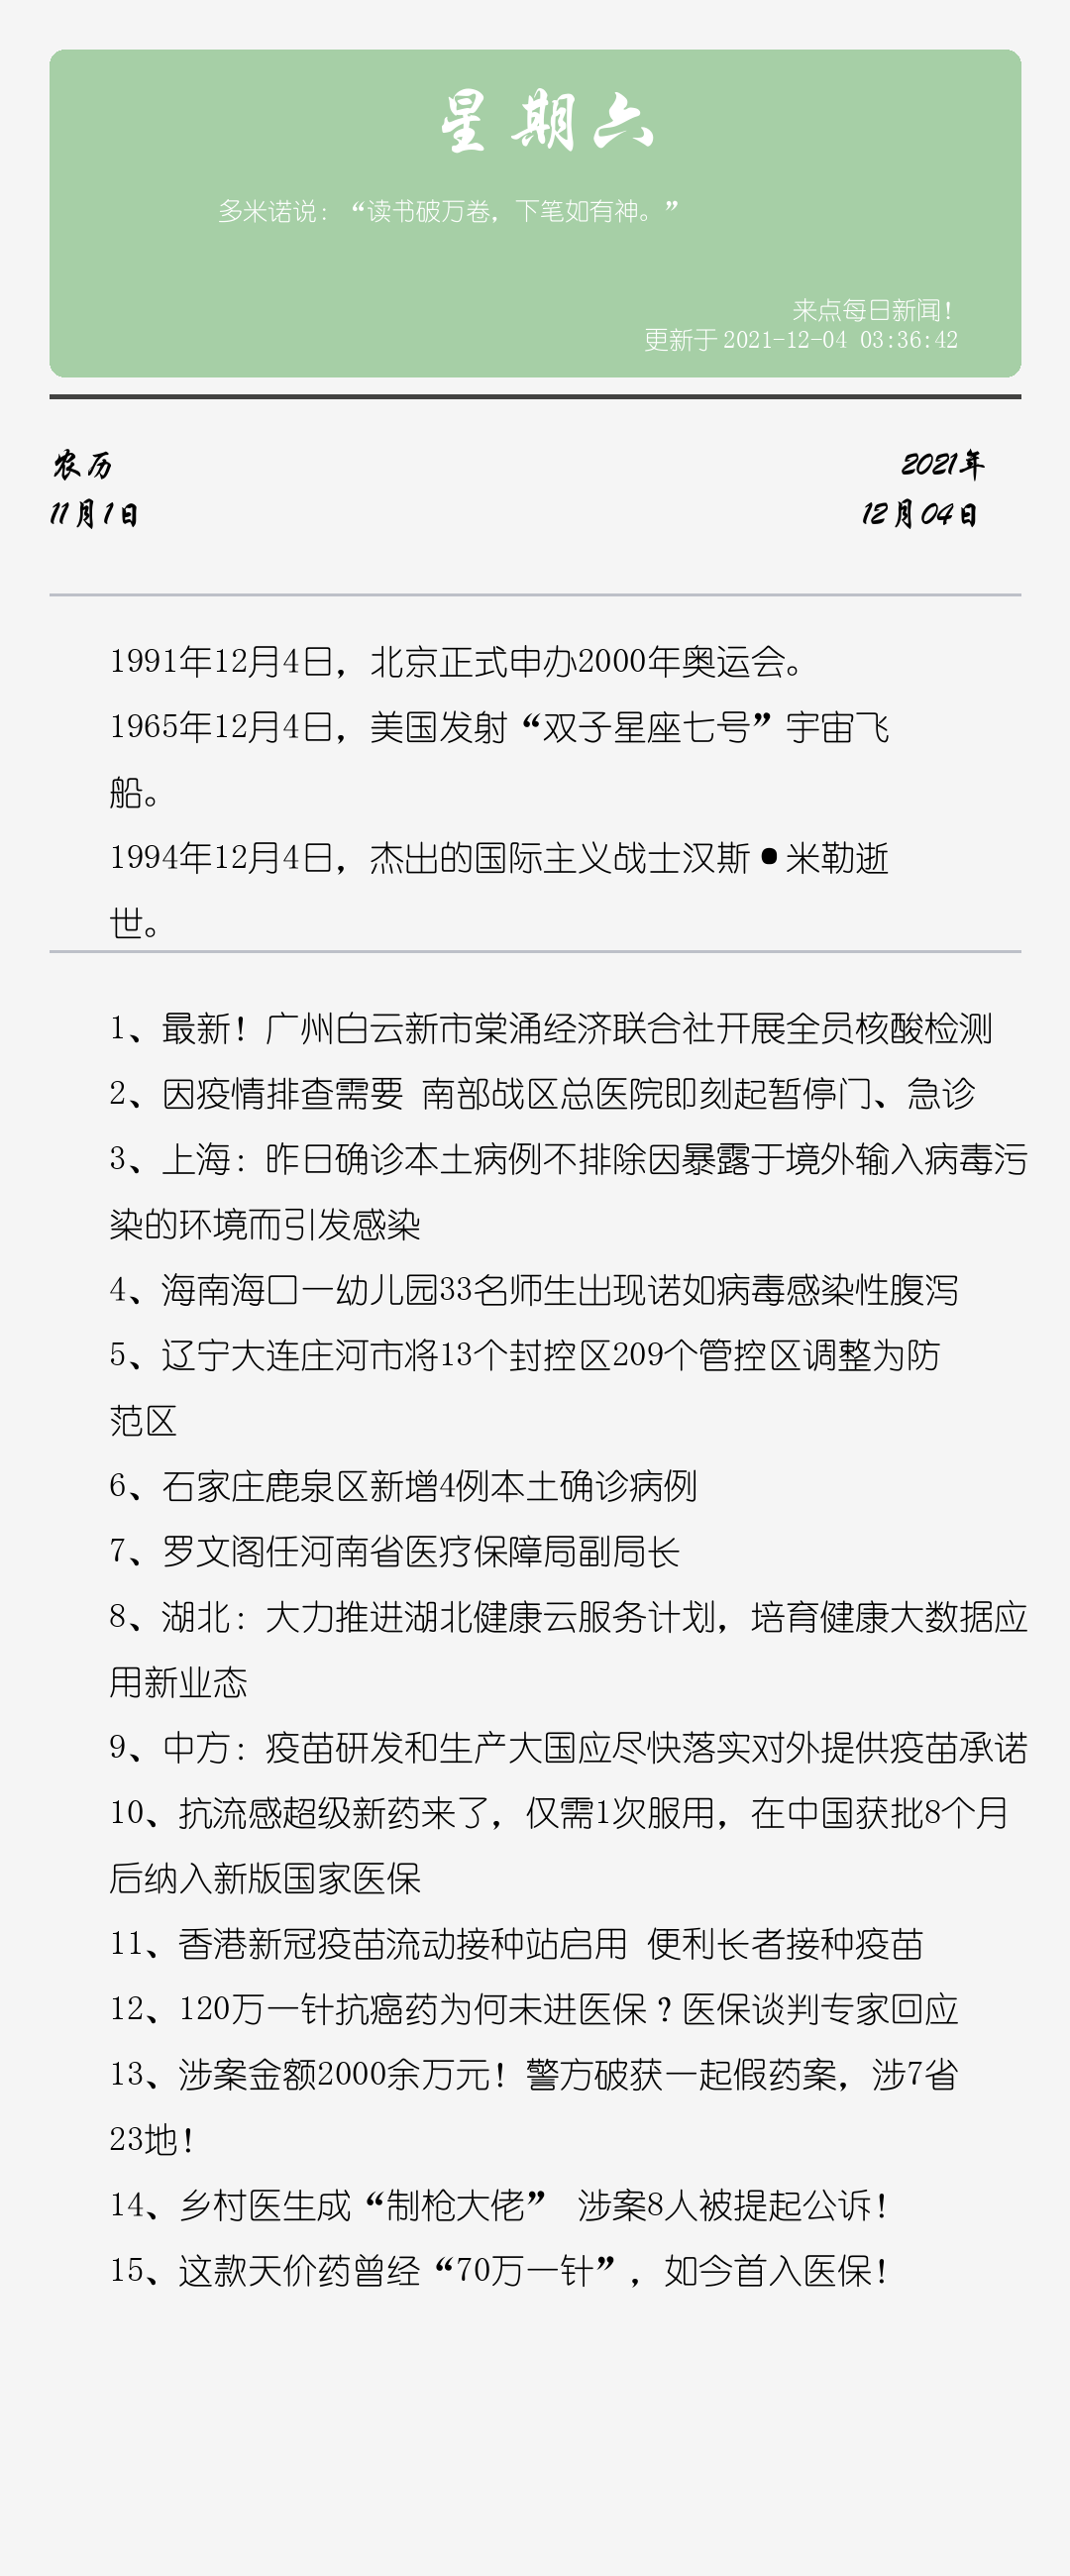 星期六
多米诺说：“读书破万卷，下笔如有神。”
来点每日新闻！
更新于 2021-12-04 03:36:42
农历
11月1日
2021年
12月04日
1991年12月4日，北京正式申办2000年奥运会。
1965年12月4日，美国发射“双子星座七号”宇宙飞
船。
1994年12月4日，杰出的国际主义战士汉斯•米勒逝
世。
1、最新！广州白云新市棠涌经济联合社开展全员核酸检测
2、因疫情排查需要 南部战区总医院即刻起暂停门、急诊
3、上海：昨日确诊本土病例不排除因暴露于境外输入病毒污
染的环境而引发感染
4、海南海口一幼儿园33名师生出现诺如病毒感染性腹泻
5、辽宁大连庄河市将13个封控区209个管控区调整为防
范区
6、石家庄鹿泉区新增4例本土确诊病例
7、罗文阁任河南省医疗保障局副局长
8、湖北：大力推进湖北健康云服务计划，培育健康大数据应
用新业态
9、中方：疫苗研发和生产大国应尽快落实对外提供疫苗承诺
10、抗流感超级新药来了，仅需1次服用，在中国获批8个月
后纳入新版国家医保
11、香港新冠疫苗流动接种站启用 便利长者接种疫苗
12、120万一针抗癌药为何未进医保？医保谈判专家回应
13、涉案金额2000余万元！警方破获一起假药案，涉7省
23地！
14、乡村医生成“制枪大佬” 涉案8人被提起公诉！
15、这款天价药曾经“70万一针”，如今首入医保！